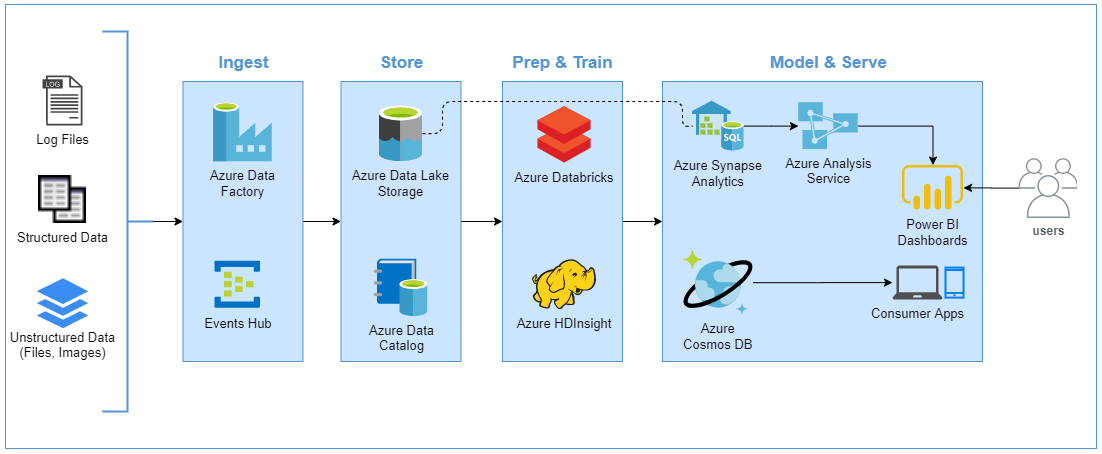 Ingest
Store
Prep & Train
Model & Serve
LOG
Log Files
Structured Data
Unstructured Data
(Files, Images)
Azure Data
Factory
Events Hub
Azure Data Lake
Storage
Azure Data
Catalog
Azure Databricks
Azure HDInsight
SQL
Azure Synapse
Analytics
Azure Analysis
Service
Power BI
Dashboards
Azure
Cosmos DB
Consumer Apps
users